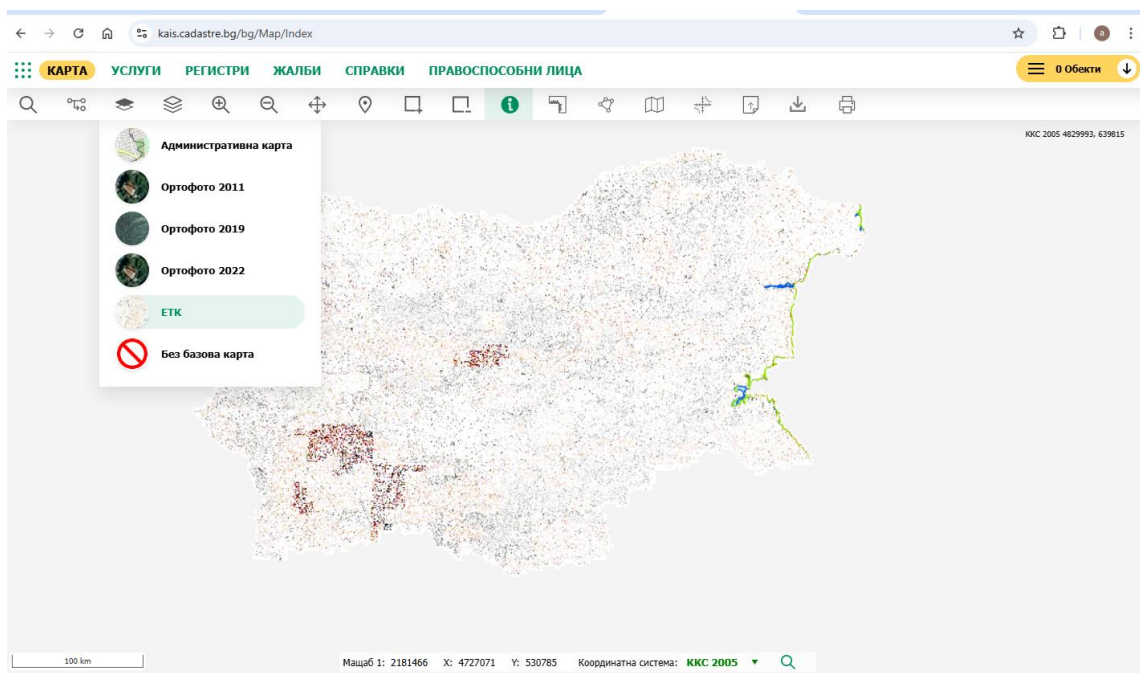 kais.cadastre.bg/bg/Map/Index
a
КАРТА УСЛУГИ РЕГИСТРИ ЖАЛБИ СПРАВКИ ПРАВОСПОСОБНИ ЛИЦА 0 Обекти
ККС 2005 4829993, 639815
Административна карта
Ортофото 2011
Ортофото 2019
Ортофото 2022
ЕТК
Без базова карта
100 km
Мащаб 1: 2181466 X: 4727071 Y: 530785 Координатна система: ККС 2005